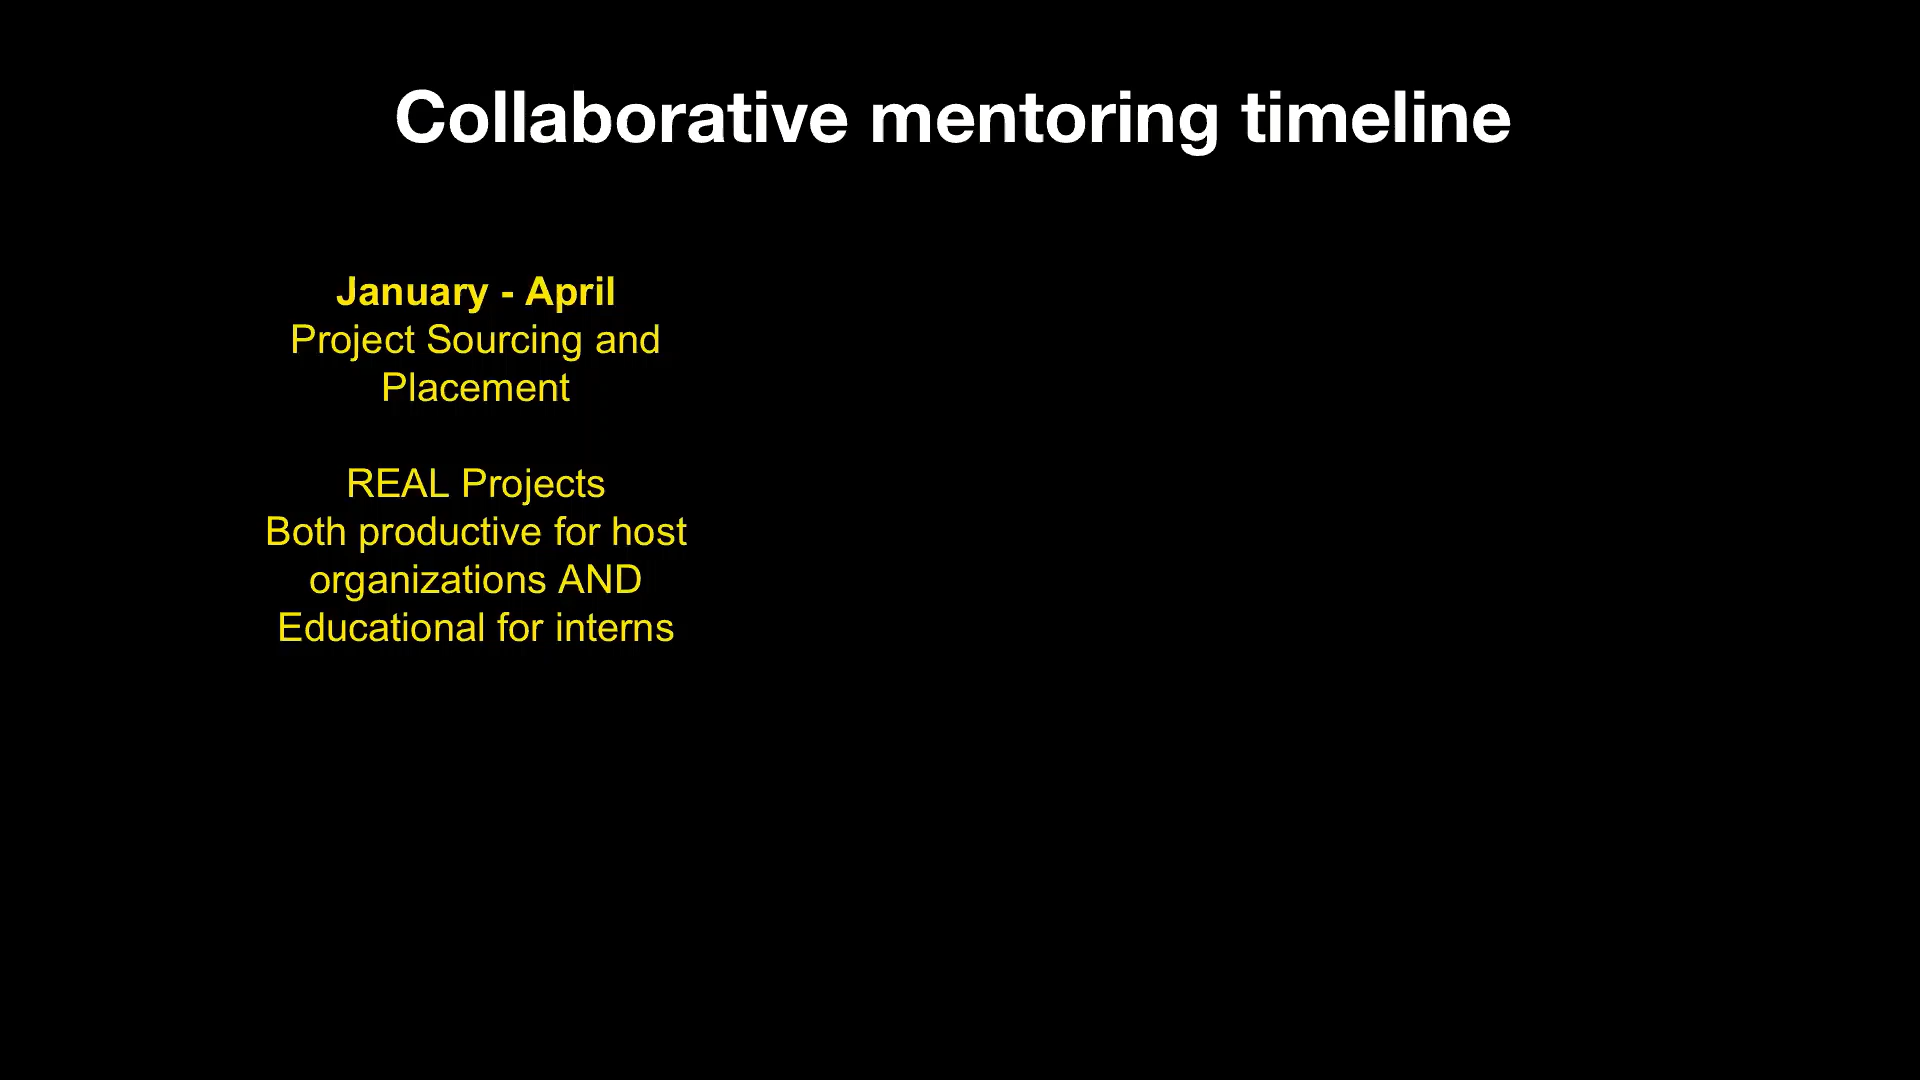 Collaborative mentoring timeline
January - April
Project Sourcing and
Placement
REAL Projects
Both productive for host
organizations AND
Educational for interns